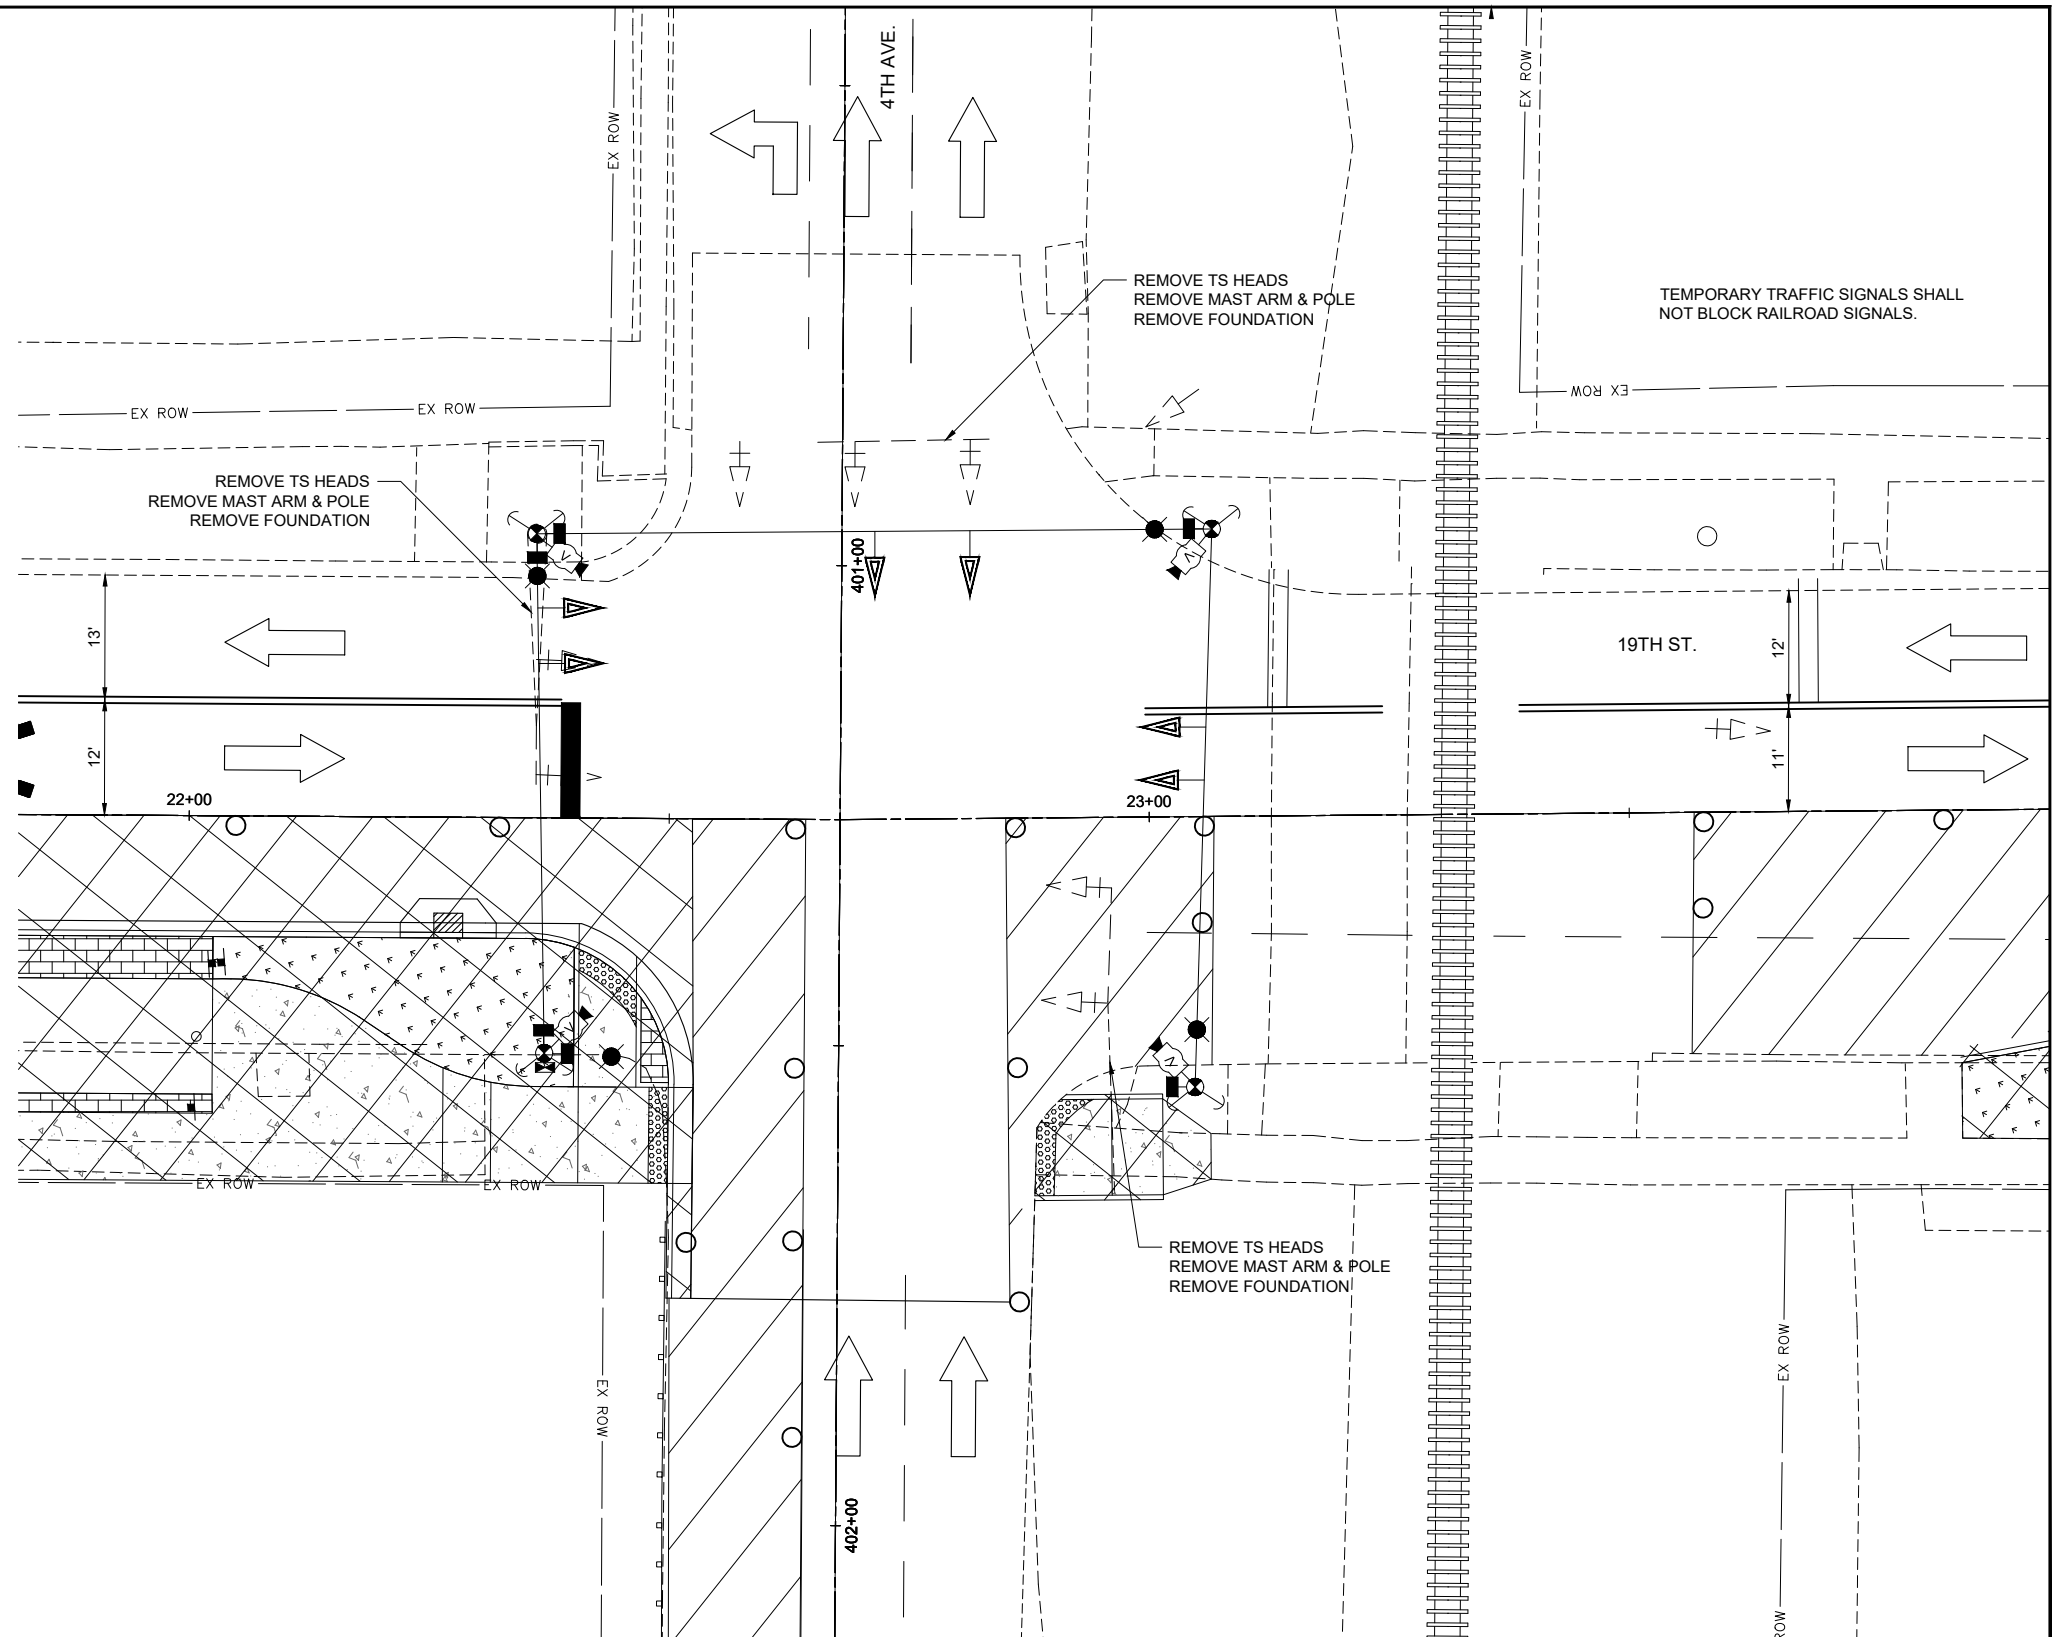 4TH AVE.
EX ROW
EX ROW
REMOVE TS HEADS
REMOVE MAST ARM & POLE
REMOVE FOUNDATION
TEMPORARY TRAFFIC SIGNALS SHALL
NOT BLOCK RAILROAD SIGNALS.
EX ROW
EX ROW
EX ROW
REMOVE TS HEADS
REMOVE MAST ARM & POLE
REMOVE FOUNDATION
401+00
13'
19TH ST.
12'
12'
11'
22+00
23+00
EX ROW
EX ROW
REMOVE TS HEADS
REMOVE MAST ARM & POLE
REMOVE FOUNDATION
EX ROW
EX ROW
402+00
ROW